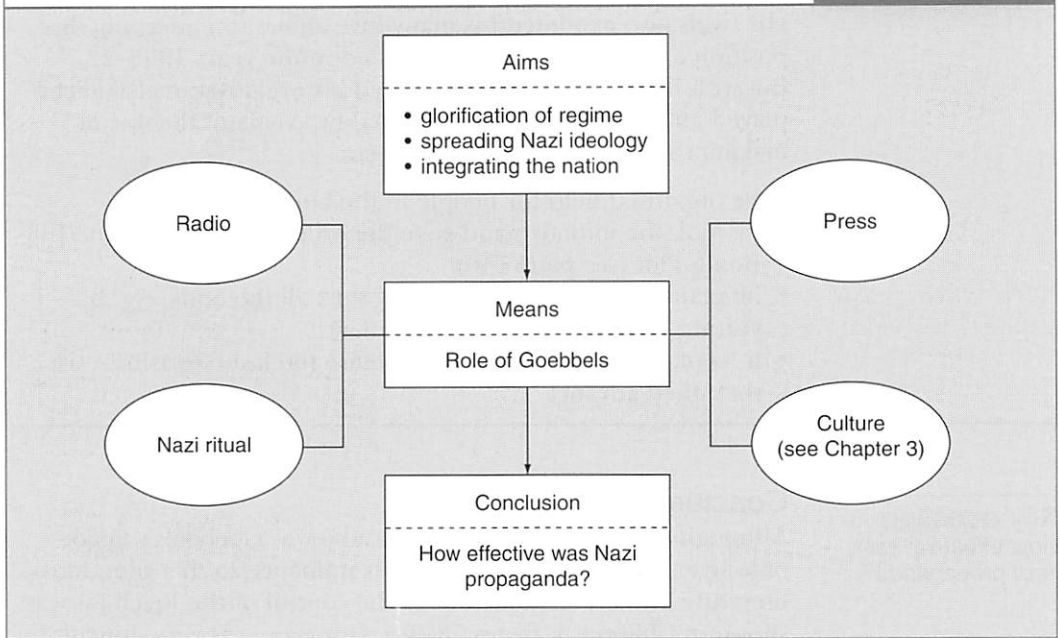 Aims
• glorification of regime
• spreading Nazi ideology
• integrating the nation
Radio
Press
Means
Role of Goebbels
Nazi ritual
Culture
(see Chapter 3)
Conclusion
How effective was Nazi
propaganda?